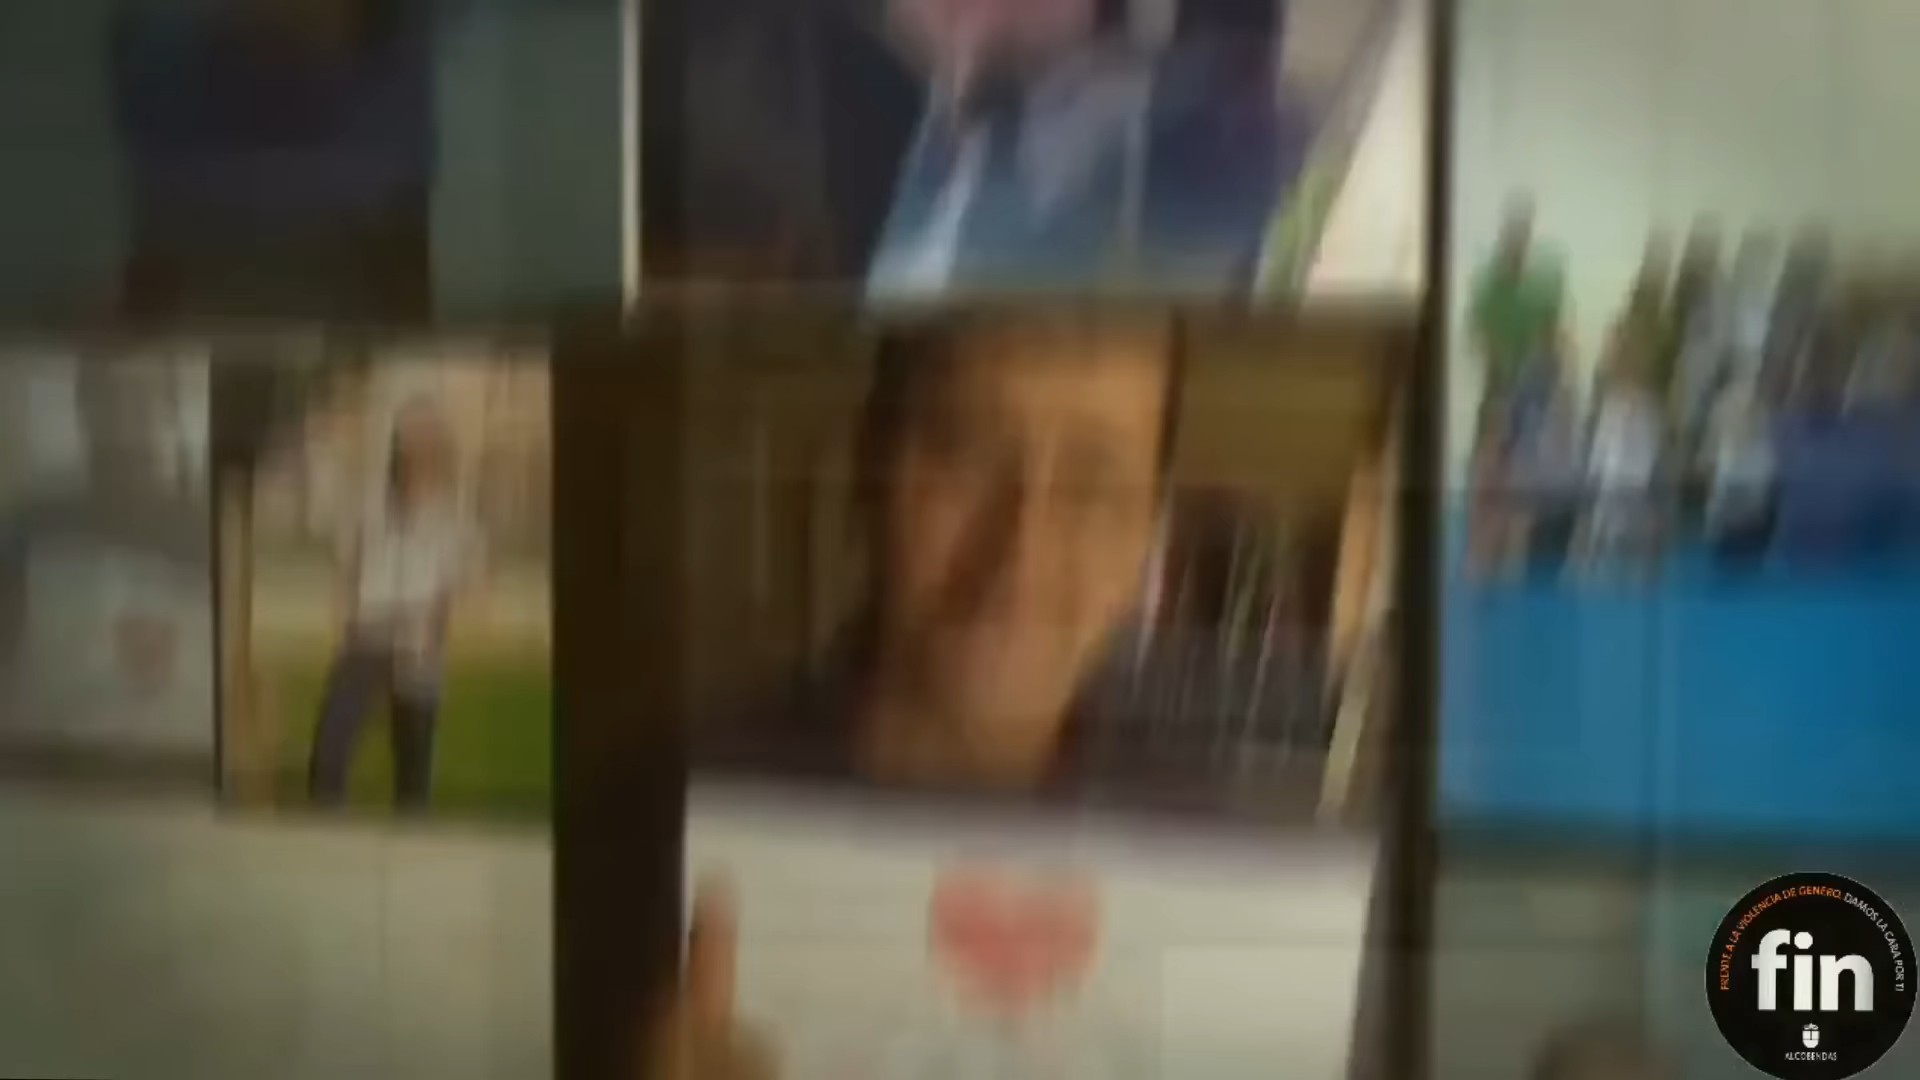 FRENTE A LA VIOLENCIA DE GENERO, DAMOS LA CARA POR TI
fin
ALCOBENDAS